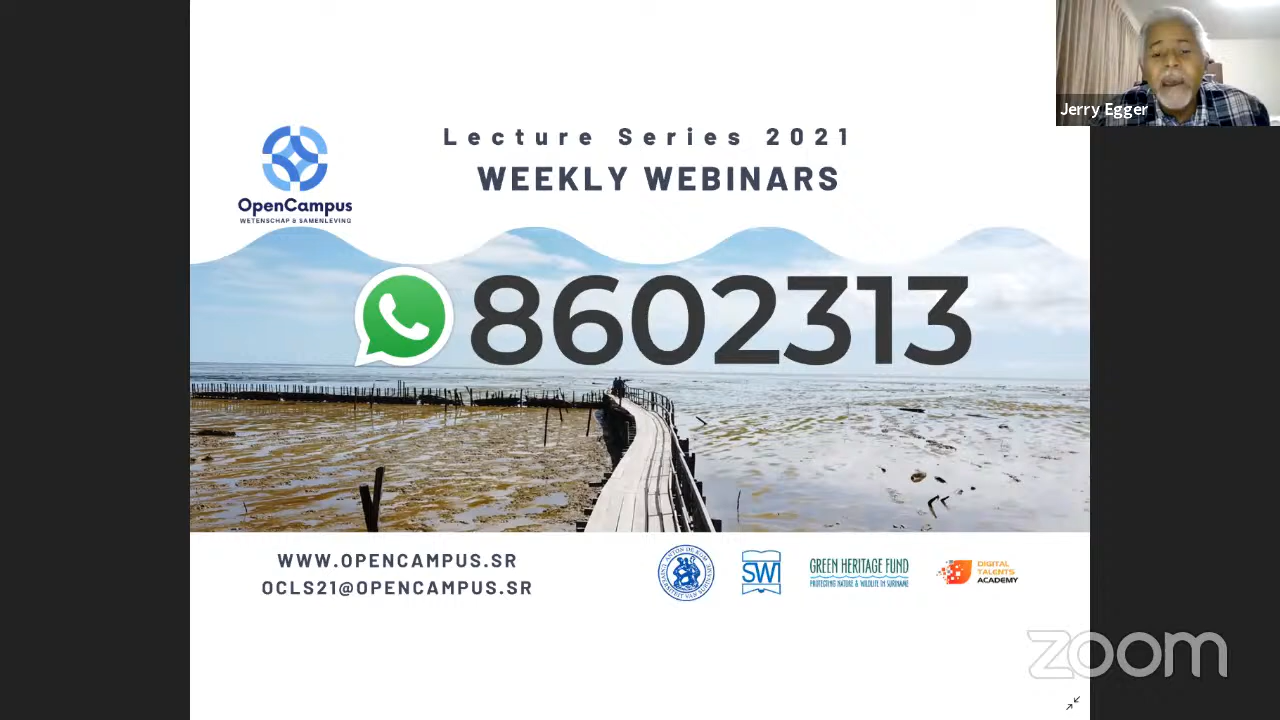 Jerry Egger
Lecture Series 2021
WEEKLY WEBINARS
OpenCampus
WETENSCHAP & SAMENLEVING
8602313
WWW.OPENCAMPUS.SR
OCLS21@OPENCAMPUS.SR
SWI
GREEN HERITAGE FUND
PROTECTING NATURE & WILDLIFE IN SURINAME
DIGITAL
TALENTS
ACADEMY
zoom